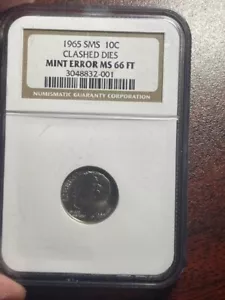 1965 SMS 10C
CLASHED DIES
MINT ERROR MS 66 FT
3048832-001
NUMISMATIC GUARANTY CORPORATION